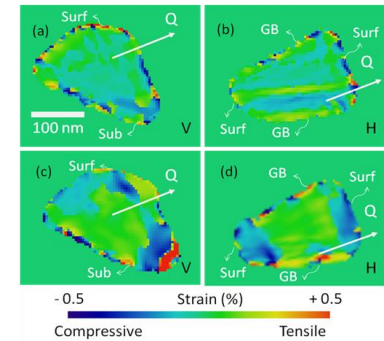 (a) Surf Q
Sub V
100 nm
(b) GB Surf
Q
Surf GB H
(c) Surf Q
Sub V
(d) GB Surf
Q
Surf GB H
- 0.5 Strain (%) + 0.5
Compressive Tensile